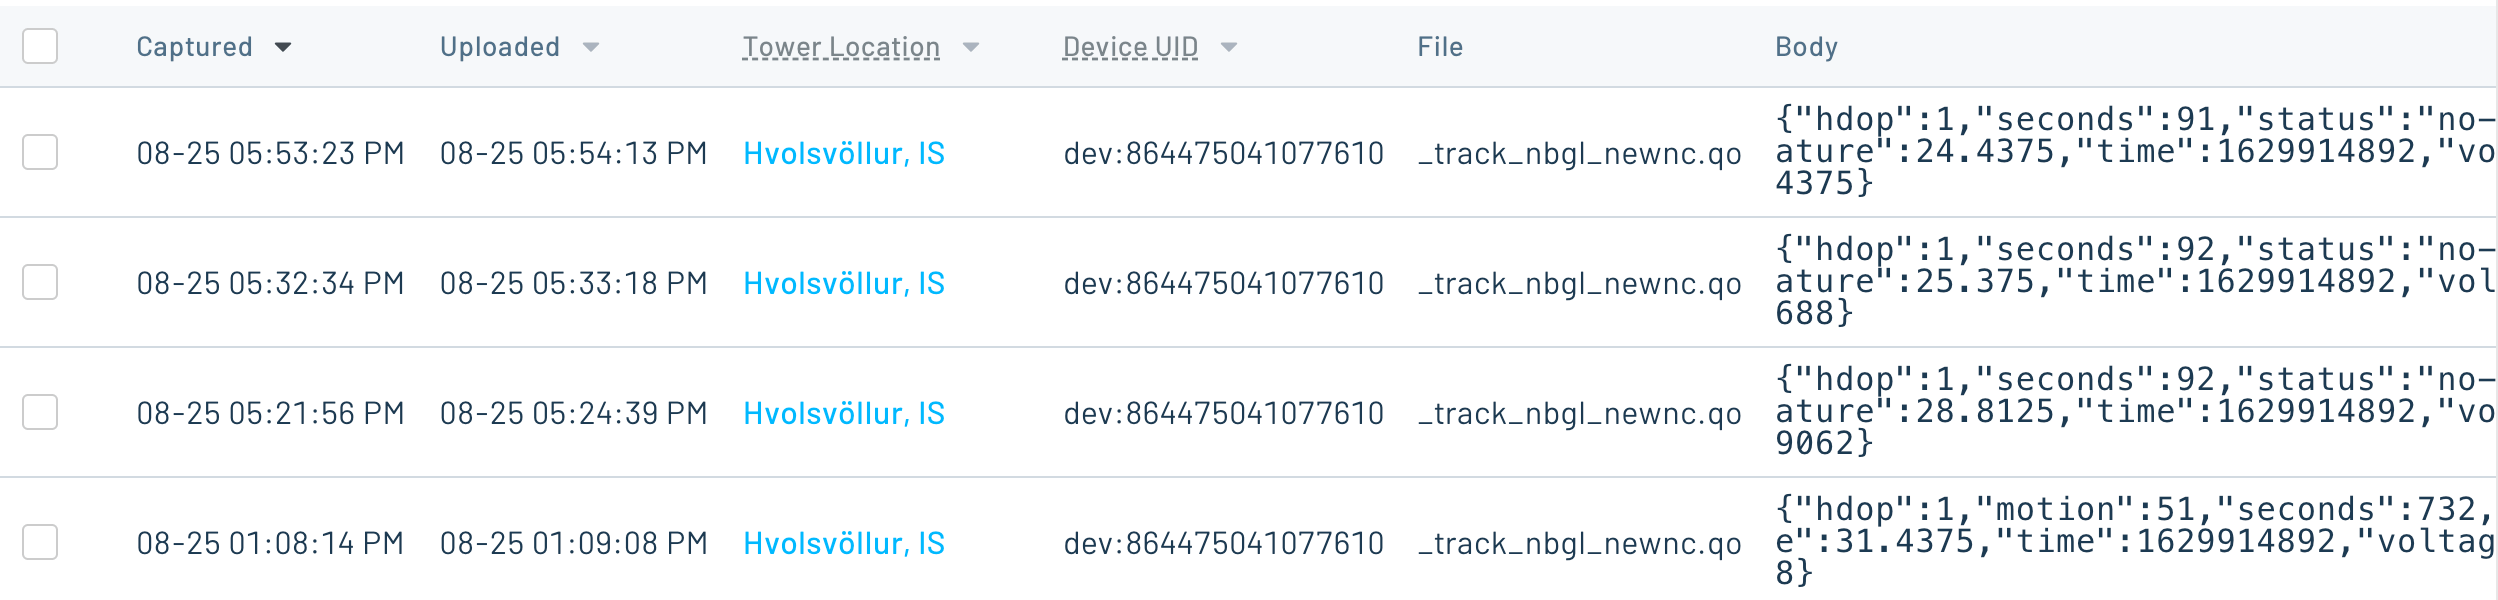 Captured Uploaded Tower Location Device UID File Body
08-25 05:53:23 PM 08-25 05:54:13 PM Hvolsvöllur, IS dev:864475041077610 _track_nbgl_newnc.qo {"hdop":1,"seconds":91,"status":"no-
ature":24.4375,"time":1629914892,"vo
4375}
08-25 05:32:34 PM 08-25 05:33:18 PM Hvolsvöllur, IS dev:864475041077610 _track_nbgl_newnc.qo {"hdop":1,"seconds":92,"status":"no-
ature":25.375,"time":1629914892,"vol
688}
08-25 05:21:56 PM 08-25 05:24:39 PM Hvolsvöllur, IS dev:864475041077610 _track_nbgl_newnc.qo {"hdop":1,"seconds":92,"status":"no-
ature":28.8125,"time":1629914892,"vo
9062}
08-25 01:08:14 PM 08-25 01:09:08 PM Hvolsvöllur, IS dev:864475041077610 _track_nbgl_newnc.qo {"hdop":1,"motion":51,"seconds":732,
e":31.4375,"time":1629914892,"voltag
8}